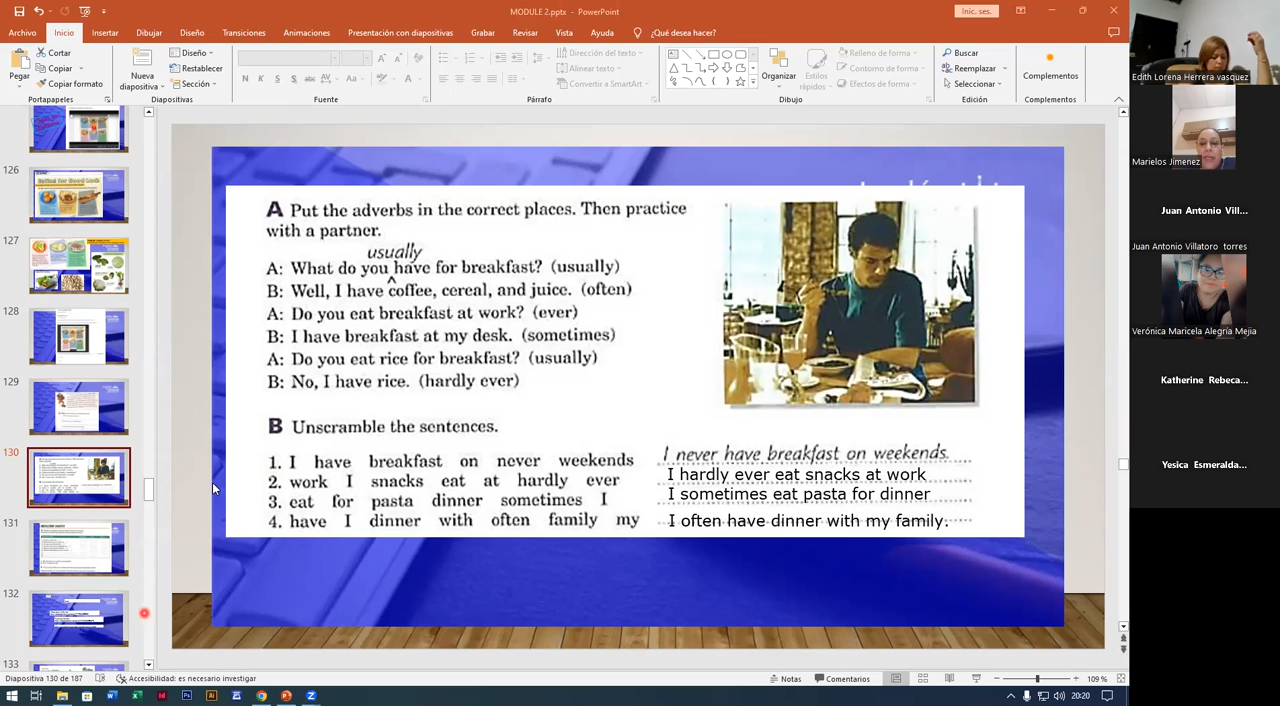 MODULE 2.pptx - PowerPoint
Inic. ses.
Archivo Inicio Insertar Dibujar Diseño Transiciones Animaciones Presentación con diapositivas Grabar Revisar Vista Ayuda ¿Qué desea hacer?
Pegar
Cortar
Copiar
Copiar formato
Portapapeles
Nueva diapositiva
Diseño
Restablecer
Sección
Diapositivas
N K S S abc AV Aa A
Fuente
Dirección del texto
Alinear texto
Convertir a SmartArt
Párrafo
Organizar
Estilos rápidos
Relleno de forma
Contorno de forma
Efectos de forma
Dibujo
Buscar
Reemplazar
Seleccionar
Edición
Complementos
Complementos
126
127
128
129
130
131
132
133
A Put the adverbs in the correct places. Then practice
with a partner.
usually
A: What do you have for breakfast? (usually)
B: Well, I have coffee, cereal, and juice. (often)
A: Do you eat breakfast at work? (ever)
B: I have breakfast at my desk. (sometimes)
A: Do you eat rice for breakfast? (usually)
B: No, I have rice. (hardly ever)
B Unscramble the sentences.
1. I have breakfast on never weekends
I never have breakfast on weekends.
2. work I snacks eat at hardly ever
I hardly ever eat snacks at work
3. eat for pasta dinner sometimes I
I sometimes eat pasta for dinner
4. have I dinner with often family my
I often have dinner with my family.
Edith Lorena Herrera vasquez
Marielos Jimenez
Juan Antonio Vill...
Juan Antonio Villatoro torres
Verónica Maricela Alegria Mejia
Katherine Rebeca...
Yesica Esmeralda...
Diapositiva 130 de 187
Accesibilidad: es necesario investigar
Notas
Comentarios
109 %
20:20